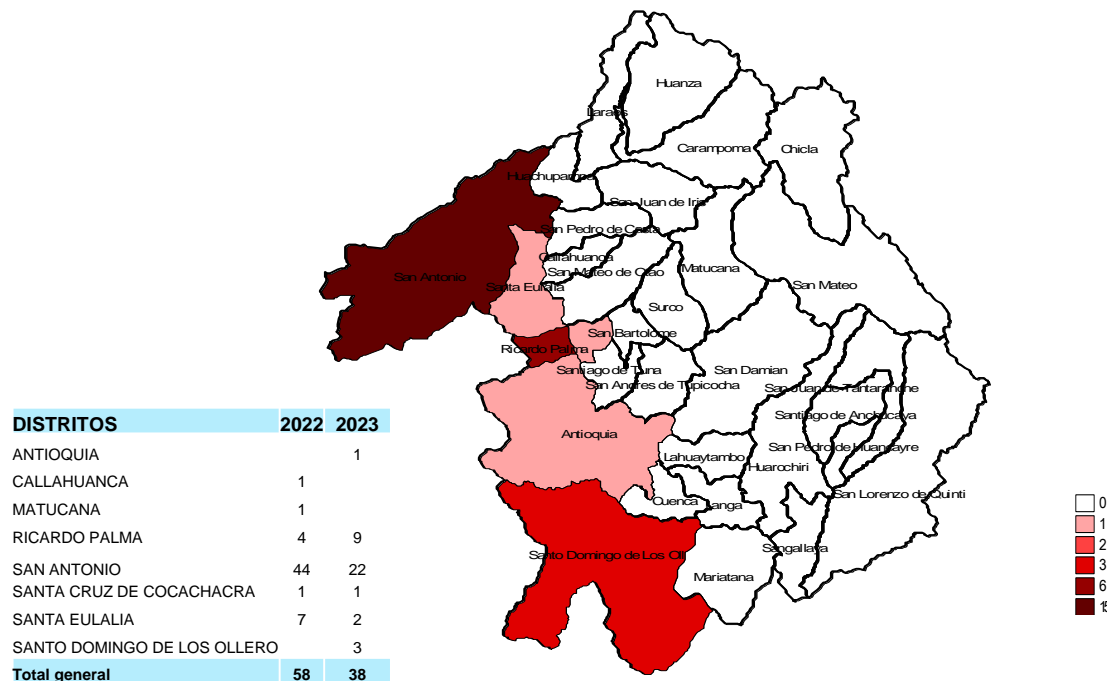 Huanza
Laraos
Carampoma
Chicla
Huachupampa
San Juan de Iris
San Pedro de Casta
Callahuanca
San Mateo de Otao
Matucana
San Antonio
Santa Eulalia
San Mateo
Surco
San Bartolome
Ricardo Palma
Santiago de Tuna
San Damian
San Andres de Tupicocha
San Juan de Tantaranche
Santiago de Anchucaya
Antioquia
San Pedro de Huancayre
Lahuaytambo
Huarochiri
San Lorenzo de Quinti
Cuenca
Langa
Sangallaya
Santo Domingo de Los Oll
Mariatana
DISTRITOS 2022 2023
ANTIOQUIA 1
CALLAHUANCA 1
MATUCANA 1
RICARDO PALMA 4 9
SAN ANTONIO 44 22
SANTA CRUZ DE COCACHACRA 1 1
SANTA EULALIA 7 2
SANTO DOMINGO DE LOS OLLERO 3
Total general 58 38
0
1
2
3
6
15